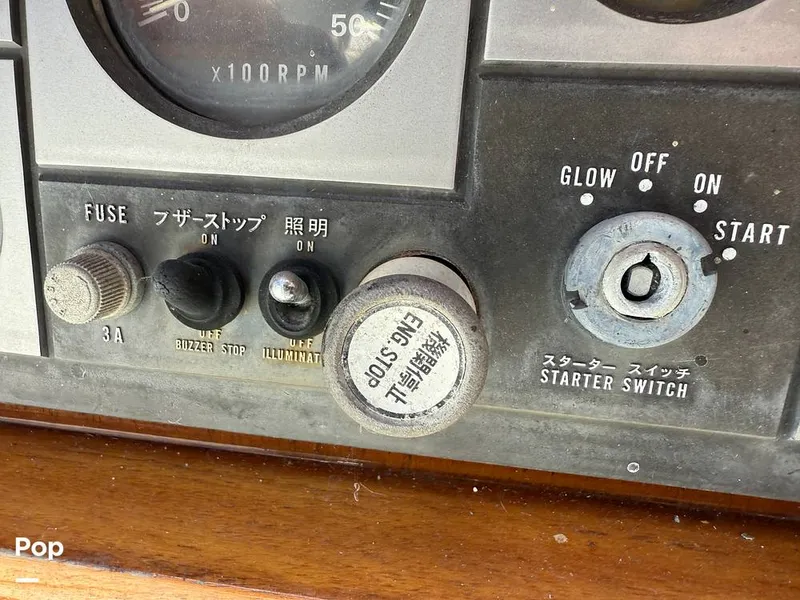 0
50
x100RPM
GLOW
OFF
ON
START
FUSE
ブザーストップ
照明
ON
ON
3A
OFF
OFF
BUZZER STOP
機関停止
ENG. STOP
スターター スイッチ
STARTER SWITCH
Pop